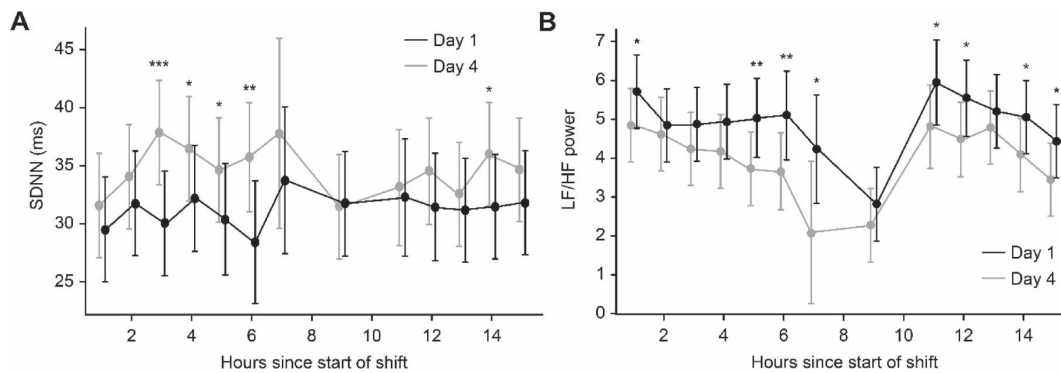 A
SDNN (ms)
45
40
35
30
25
***
*
*
**
*
Day 1
Day 4
2 4 6 8 10 12 14
Hours since start of shift
B
LF/HF power
7
6
5
4
3
2
1
0
*
**
**
*
*
*
*
*
Day 1
Day 4
2 4 6 8 10 12 14
Hours since start of shift